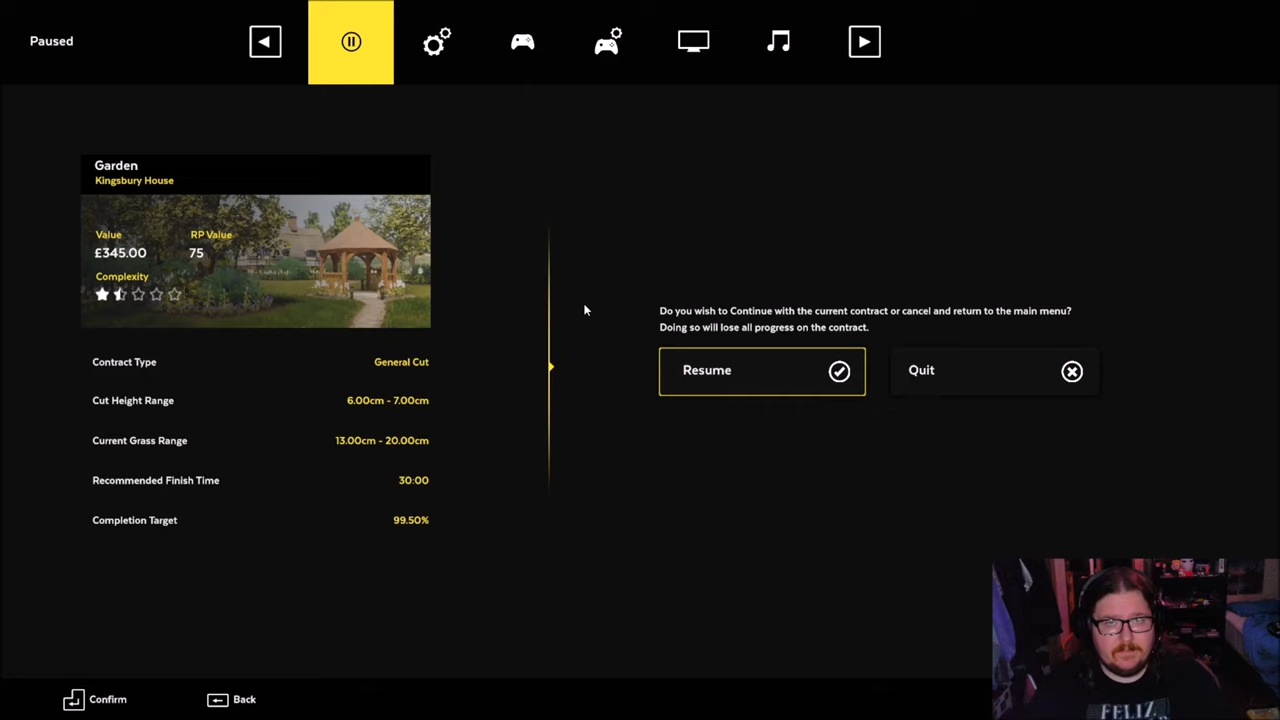 Paused
Garden
Kingsbury House
Value
RP Value
£345.00
75
Complexity
Contract Type
General Cut
Cut Height Range
6.00cm - 7.00cm
Current Grass Range
13.00cm - 20.00cm
Recommended Finish Time
30:00
Completion Target
99.50%
Do you wish to Continue with the current contract or cancel and return to the main menu?
Doing so will lose all progress on the contract.
Resume
Quit
Confirm
Back
FELIZ